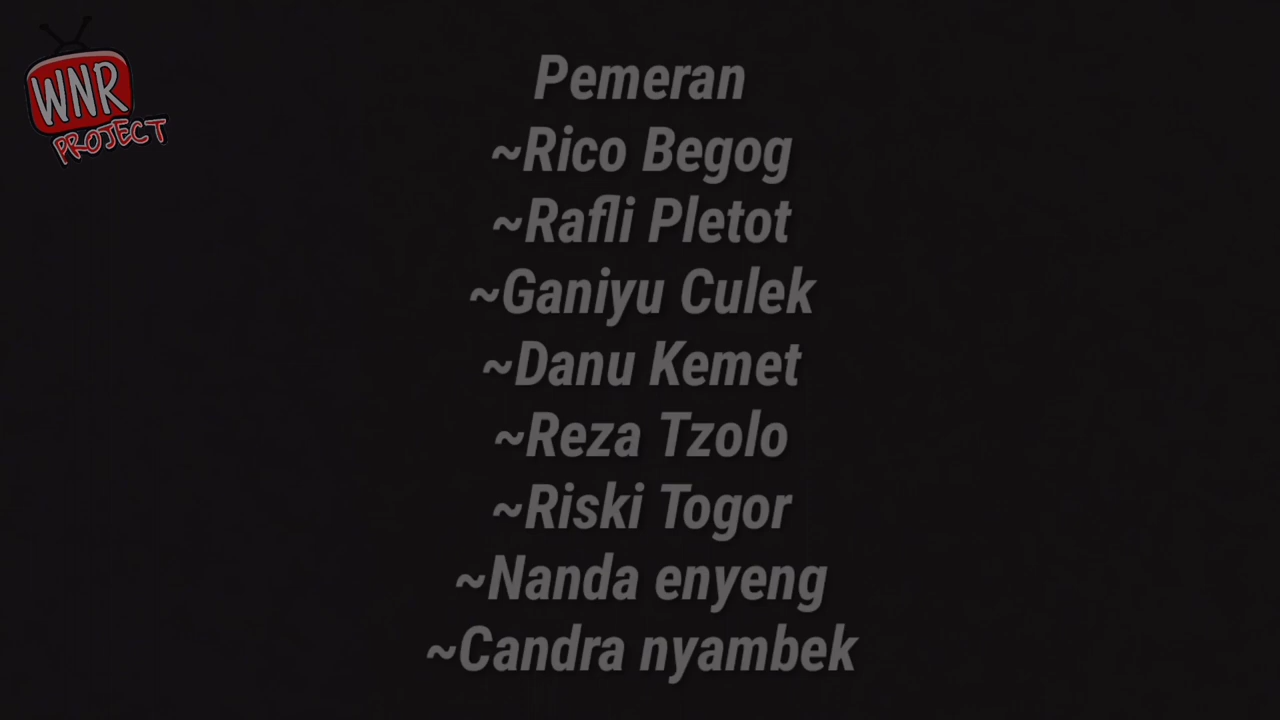 WNR
PROJECT
Pemeran
~Rico Begog
~Rafli Pletot
~Ganiyu Culek
~Danu Kemet
~Reza Tzolo
~Riski Togor
~Nanda enyeng
~Candra nyambek